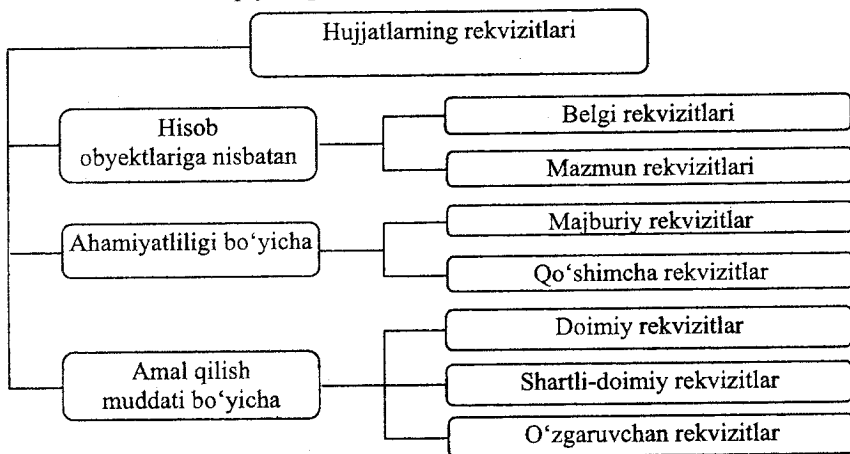 Hujjatlarning rekvizitlari
Hisob
obyektlariga nisbatan
Belgi rekvizitlari
Mazmun rekvizitlari
Ahamiyatliligi bo‘yicha
Majburiy rekvizitlar
Qo‘shimcha rekvizitlar
Amal qilish
muddati bo‘yicha
Doimiy rekvizitlar
Shartli-doimiy rekvizitlar
O‘zgaruvchan rekvizitlar